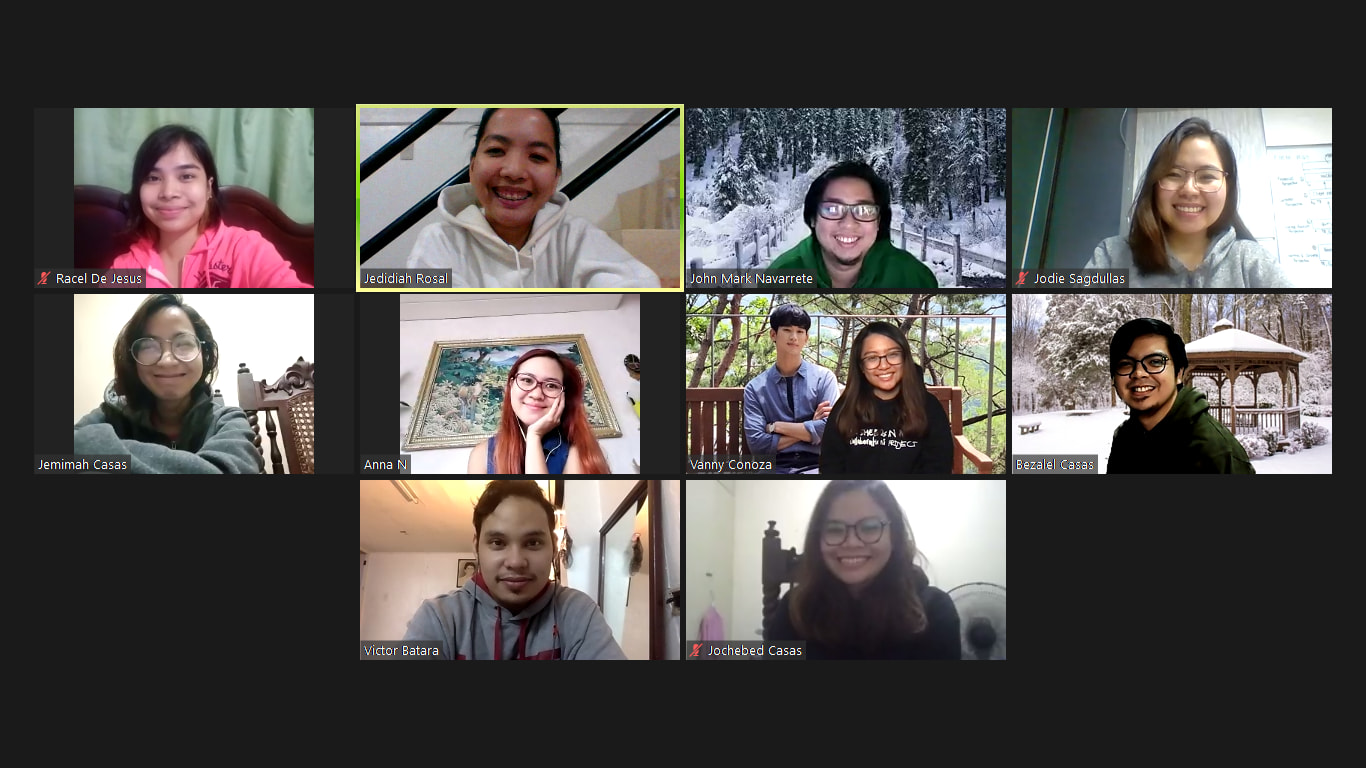 Racel De Jesus
Jedidiah Rosal
John Mark Navarrete
Jodie Sagdullas
Jemimah Casas
Anna N
Vanny Conoza
Bezalel Casas
Victor Batara
Jochebed Casas